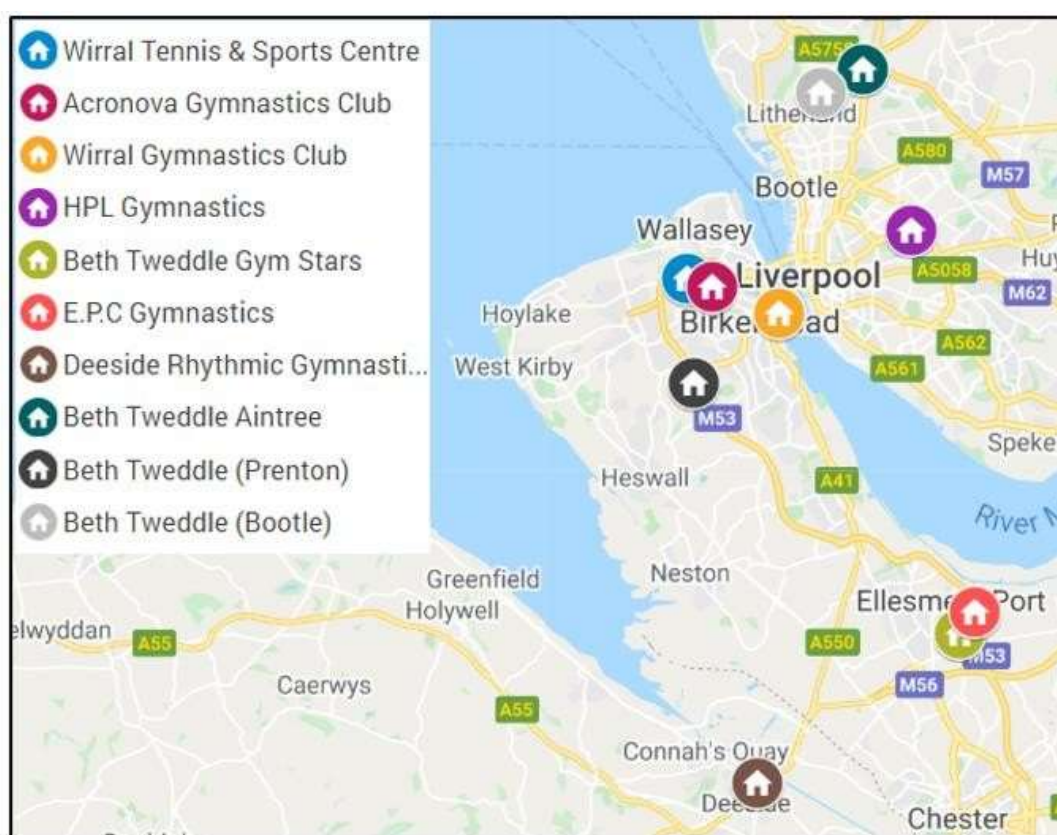 Wirral Tennis & Sports Centre
Acronova Gymnastics Club
Wirral Gymnastics Club
HPL Gymnastics
Beth Tweddle Gym Stars
E.P.C Gymnastics
Deeside Rhythmic Gymnasti...
Beth Tweddle Aintree
Beth Tweddle (Prenton)
Beth Tweddle (Bootle)
A580
M57
Bootle
Wallasey
Liverpool
A5058
M62
Hoylake
A562
West Kirby
A561
M53
Speke
Heswall
A41
River
Neston
Greenfield
Holywell
elwyddan
A55
A550
M53
M56
Caerwys
A55
Connah's Quay
Chester